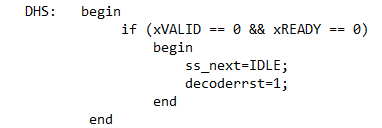 DHS: begin
if (xVALID == 0 && xREADY == 0)
begin
ss_next=IDLE;
decoderrst=1;
end
end